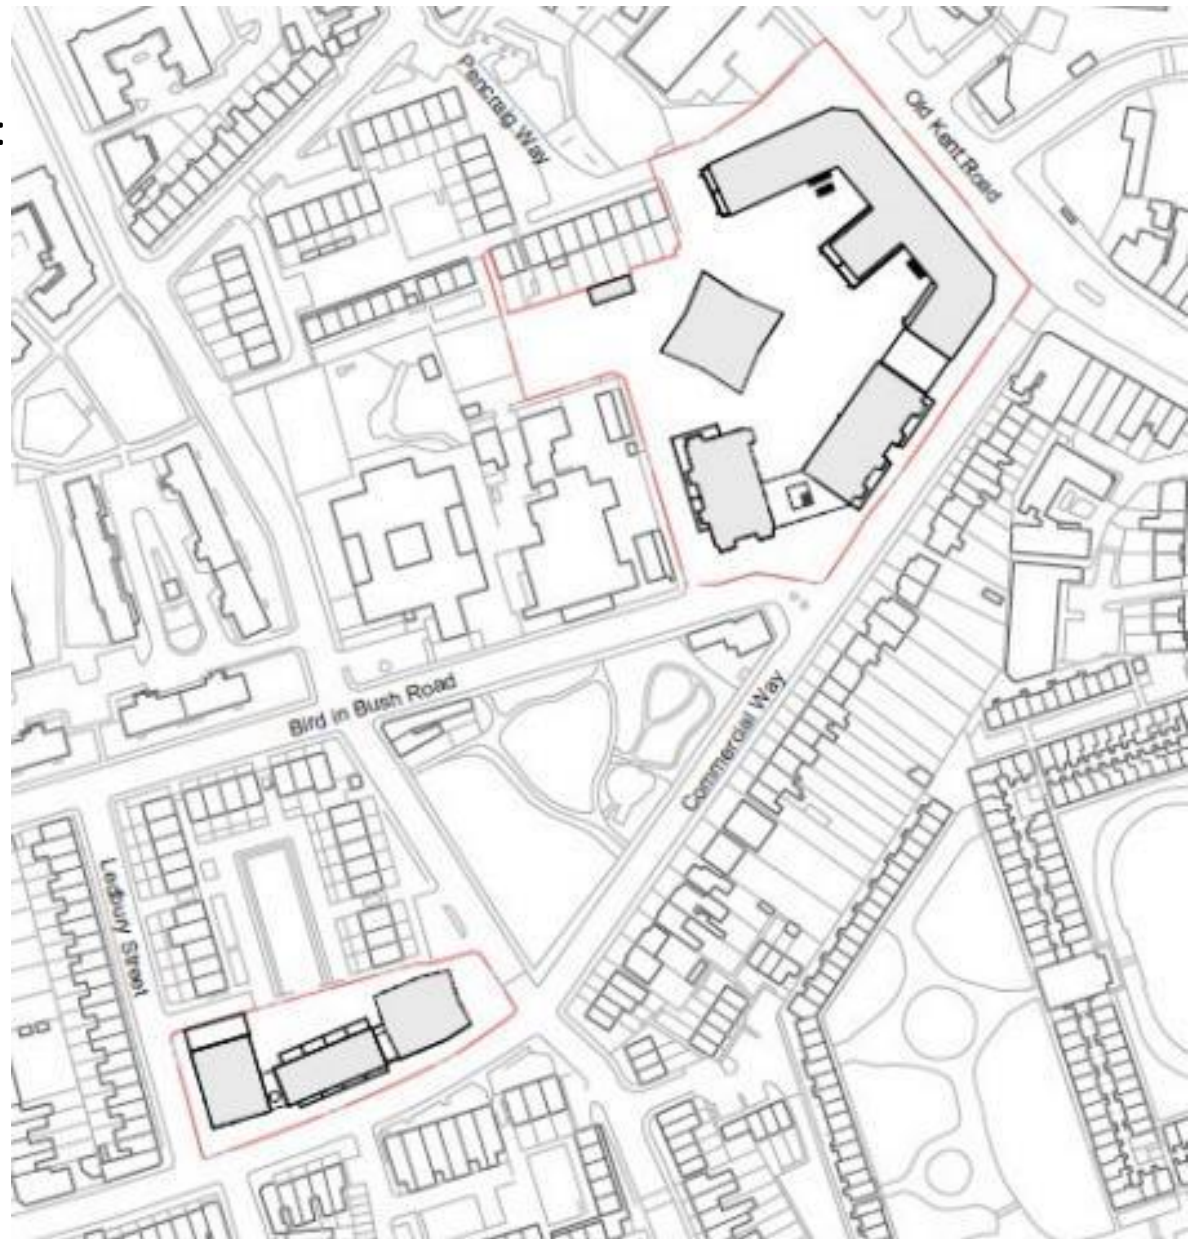 :
Pencraig Way
Old Kent Road
Bird in Bush Road
Commercial Way
Ledbury Street